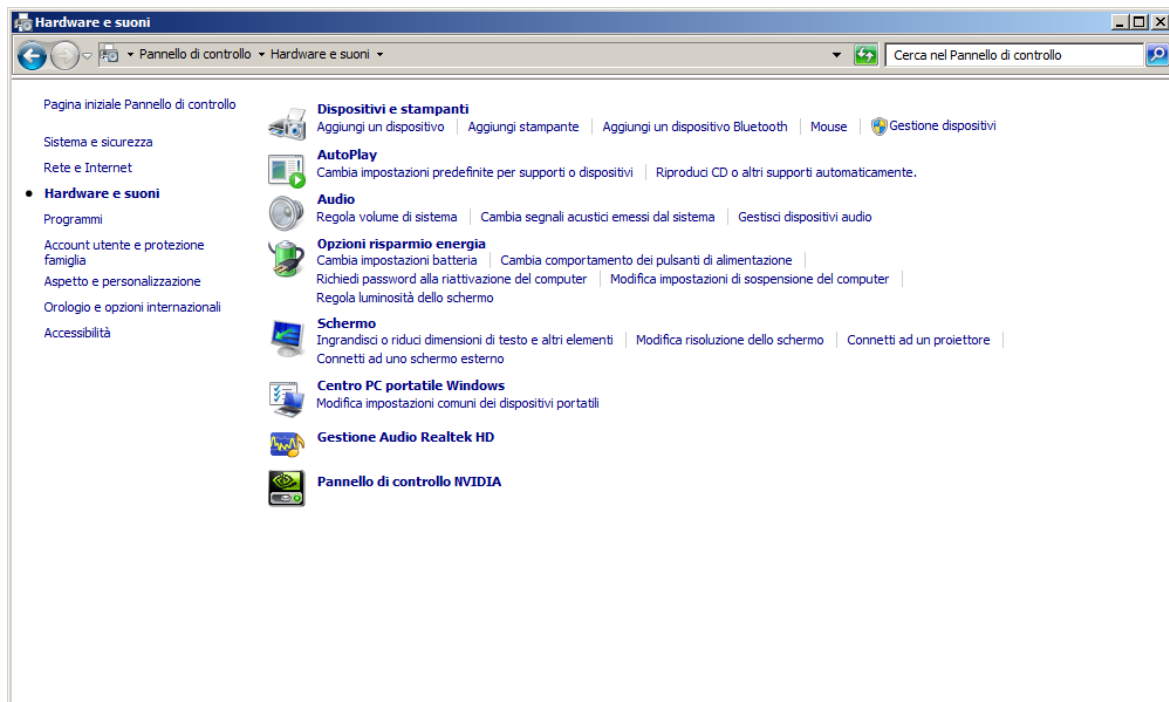 Hardware e suoni
Pannello di controllo Hardware e suoni
Cerca nel Pannello di controllo
Pagina iniziale Pannello di controllo
Sistema e sicurezza
Rete e Internet
Hardware e suoni
Programmi
Account utente e protezione
famiglia
Aspetto e personalizzazione
Orologio e opzioni internazionali
Accessibilità
Dispositivi e stampanti
Aggiungi un dispositivo Aggiungi stampante Aggiungi un dispositivo Bluetooth Mouse Gestione dispositivi
AutoPlay
Cambia impostazioni predefinite per supporti o dispositivi Riproduci CD o altri supporti automaticamente.
Audio
Regola volume di sistema Cambia segnali acustici emessi dal sistema Gestisci dispositivi audio
Opzioni risparmio energia
Cambia impostazioni batteria Cambia comportamento dei pulsanti di alimentazione
Richiedi password alla riattivazione del computer Modifica impostazioni di sospensione del computer
Regola luminosità dello schermo
Schermo
Ingrandisci o riduci dimensioni di testo e altri elementi Modifica risoluzione dello schermo Connetti ad un proiettore
Connetti ad uno schermo esterno
Centro PC portatile Windows
Modifica impostazioni comuni dei dispositivi portatili
Gestione Audio Realtek HD
Pannello di controllo NVIDIA